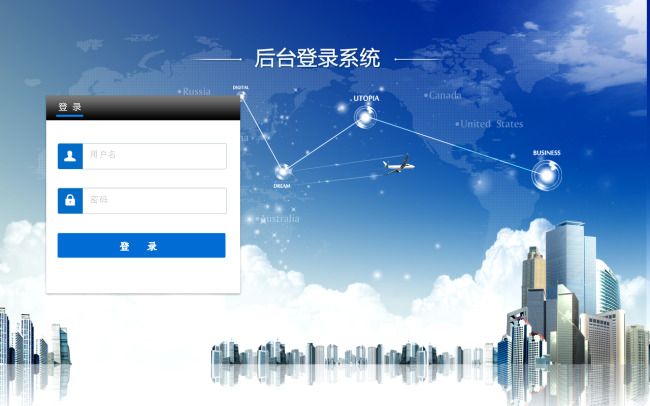 后台登录系统
DIGITAL
Russia
UTOPIA
Canada
登 录
United States
用户名
BUSINESS
DREAM
密码
Australia
登 录